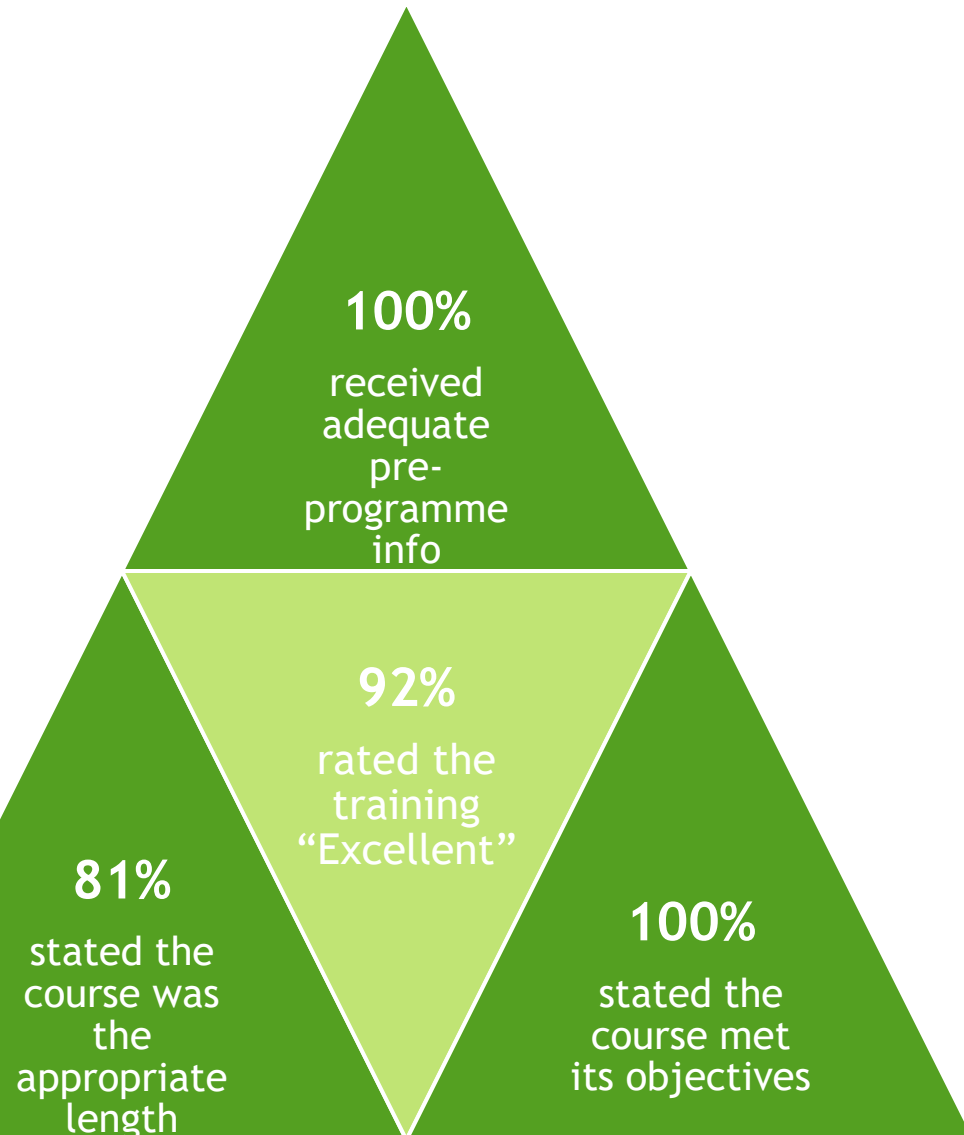 100%
received
adequate
pre-
programme
info
92%
rated the
training
“Excellent”
81%
stated the
course was
the
appropriate
length
100%
stated the
course met
its objectives